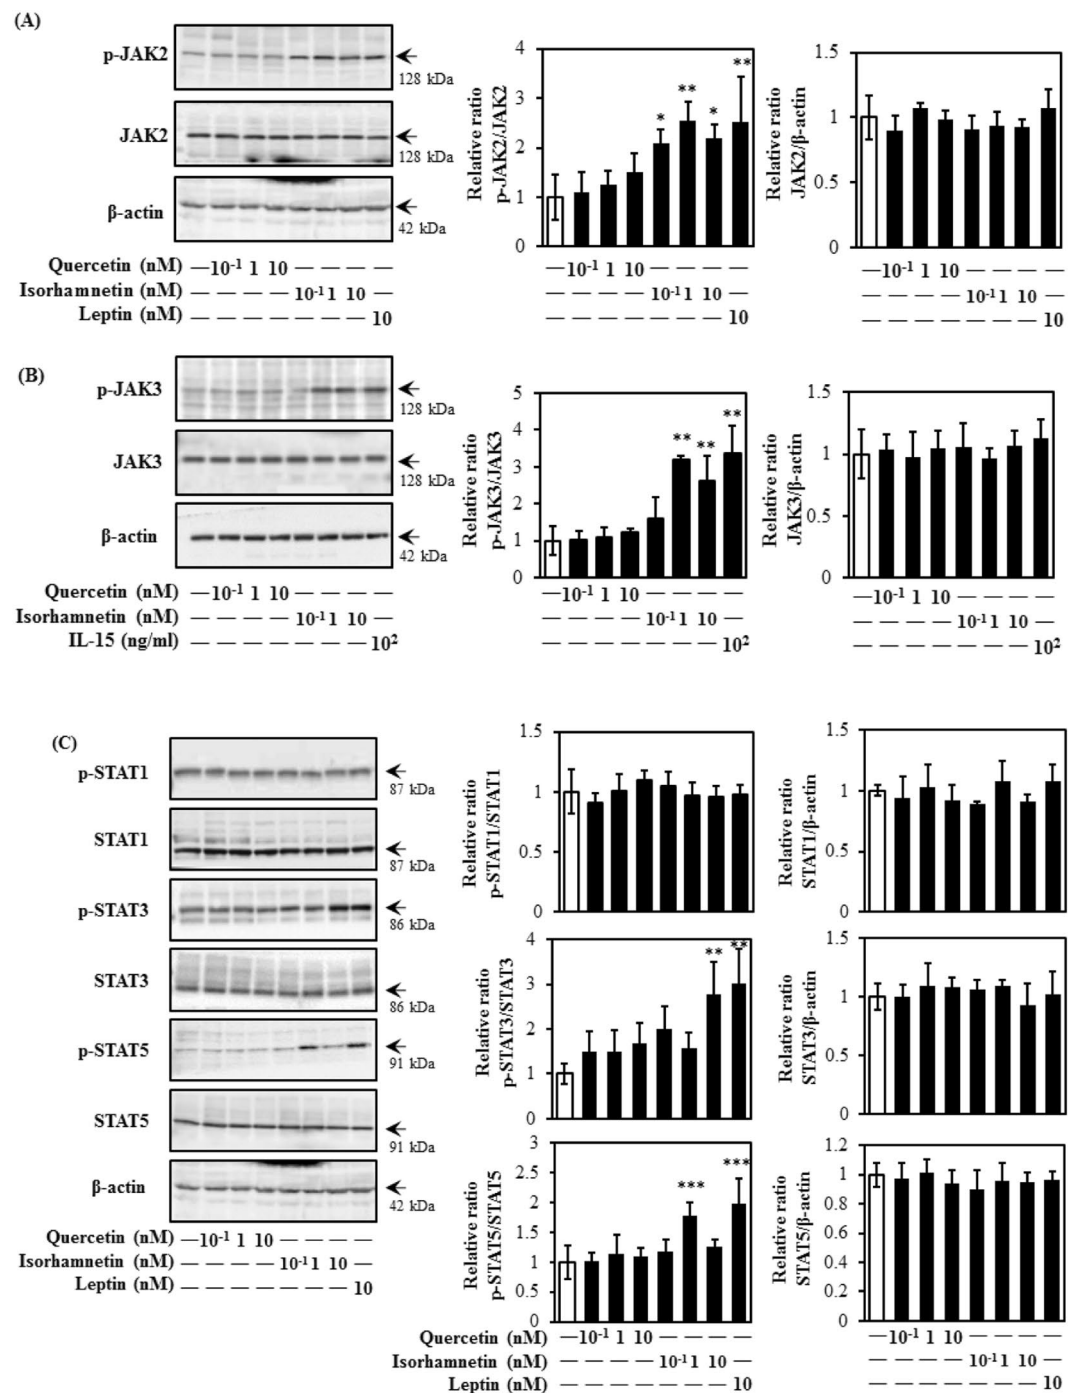 (A)
p-JAK2
128 kDa
JAK2
128 kDa
β-actin
42 kDa
Quercetin (nM) — 10⁻¹ 1 10 — — — —
Isorhamnetin (nM) — — — — 10⁻¹ 1 10 —
Leptin (nM) — — — — — — — 10
Relative ratio
p-JAK2/JAK2
4
3
2
1
0
* ** * **
— 10⁻¹ 1 10 — — — —
— — — — 10⁻¹ 1 10 —
— — — — — — — 10
Relative ratio
JAK2/β-actin
1.5
1
0.5
0
— 10⁻¹ 1 10 — — — —
— — — — 10⁻¹ 1 10 —
— — — — — — — 10
(B)
p-JAK3
128 kDa
JAK3
128 kDa
β-actin
42 kDa
Quercetin (nM) — 10⁻¹ 1 10 — — — —
Isorhamnetin (nM) — — — — 10⁻¹ 1 10 —
IL-15 (ng/ml) — — — — — — — 10²
Relative ratio
p-JAK3/JAK3
5
4
3
2
1
0
** ** **
— 10⁻¹ 1 10 — — — —
— — — — 10⁻¹ 1 10 —
— — — — — — — 10²
Relative ratio
JAK3/β-actin
1.5
1
0.5
0
— 10⁻¹ 1 10 — — — —
— — — — 10⁻¹ 1 10 —
— — — — — — — 10²
(C)
p-STAT1
87 kDa
STAT1
87 kDa
p-STAT3
86 kDa
STAT3
86 kDa
p-STAT5
91 kDa
STAT5
91 kDa
β-actin
42 kDa
Quercetin (nM) — 10⁻¹ 1 10 — — — —
Isorhamnetin (nM) — — — — 10⁻¹ 1 10 —
Leptin (nM) — — — — — — — 10
Relative ratio
p-STAT1/STAT1
1.5
1
0.5
0
Relative ratio
STAT1/β-actin
1.5
1
0.5
0
Relative ratio
p-STAT3/STAT3
4
3
2
1
0
** **
Relative ratio
STAT3/β-actin
1.5
1
0.5
0
Relative ratio
p-STAT5/STAT5
3
2.5
2
1.5
1
0.5
0
*** ***
Relative ratio
STAT5/β-actin
1.2
1
0.8
0.6
0.4
0.2
0
Quercetin (nM) — 10⁻¹ 1 10 — — — —
Isorhamnetin (nM) — — — — 10⁻¹ 1 10 —
Leptin (nM) — — — — — — — 10
— 10⁻¹ 1 10 — — — —
— — — — 10⁻¹ 1 10 —
— — — — — — — 10